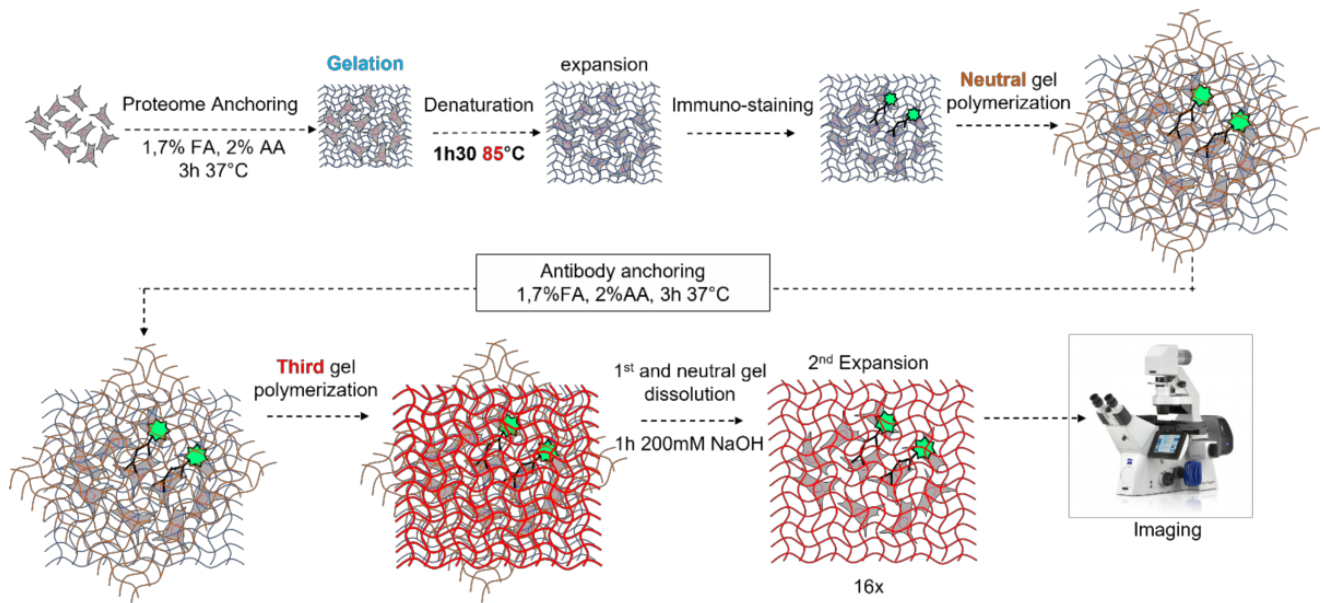 Proteome Anchoring
1,7% FA, 2% AA
3h 37°C
Gelation
Denaturation
1h30 85°C
expansion
Immuno-staining
Neutral gel
polymerization
Antibody anchoring
1,7%FA, 2%AA, 3h 37°C
Third gel
polymerization
1st and neutral gel
dissolution
1h 200mM NaOH
2nd Expansion
16x
Imaging